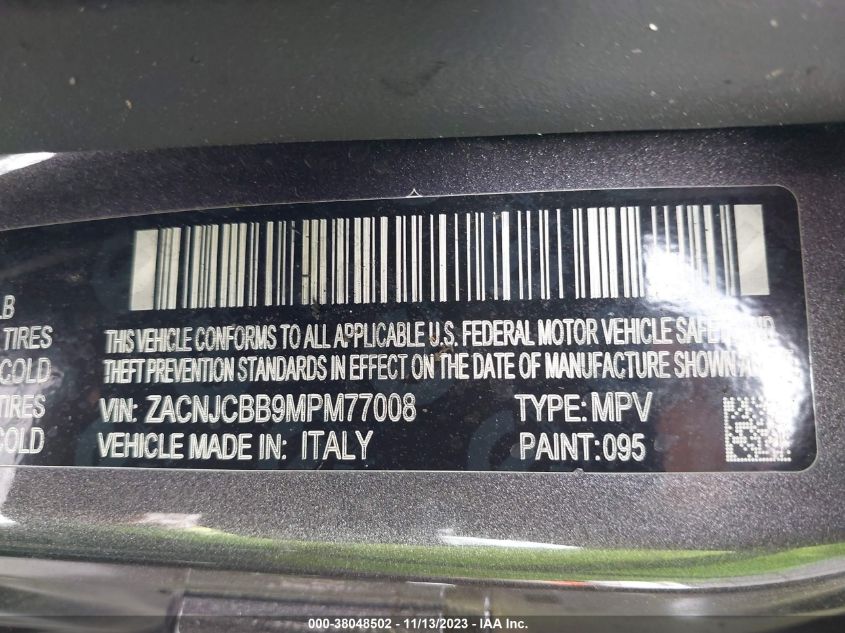 LB
TIRES
COLD
TIRES
COLD
THIS VEHICLE CONFORMS TO ALL APPLICABLE U.S. FEDERAL MOTOR VEHICLE SAFETY AND
THEFT PREVENTION STANDARDS IN EFFECT ON THE DATE OF MANUFACTURE SHOWN
VIN: ZACNJCBB9MPM77008 TYPE: MPV
VEHICLE MADE IN: ITALY PAINT: 095
000-38048502 - 11/13/2023 - IAA Inc.